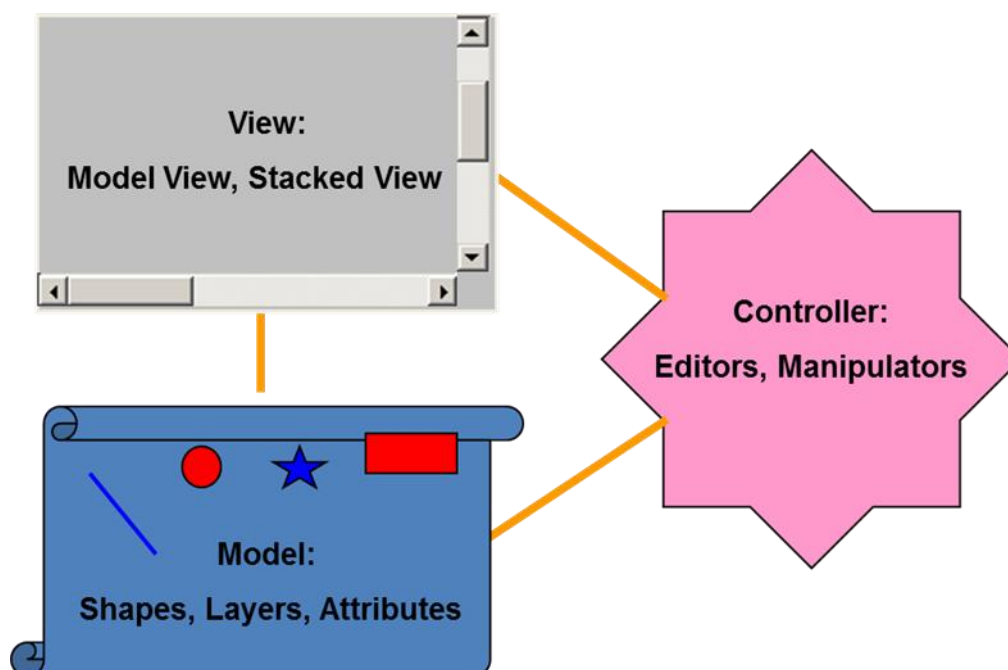 View:
Model View, Stacked View
Controller:
Editors, Manipulators
Model:
Shapes, Layers, Attributes